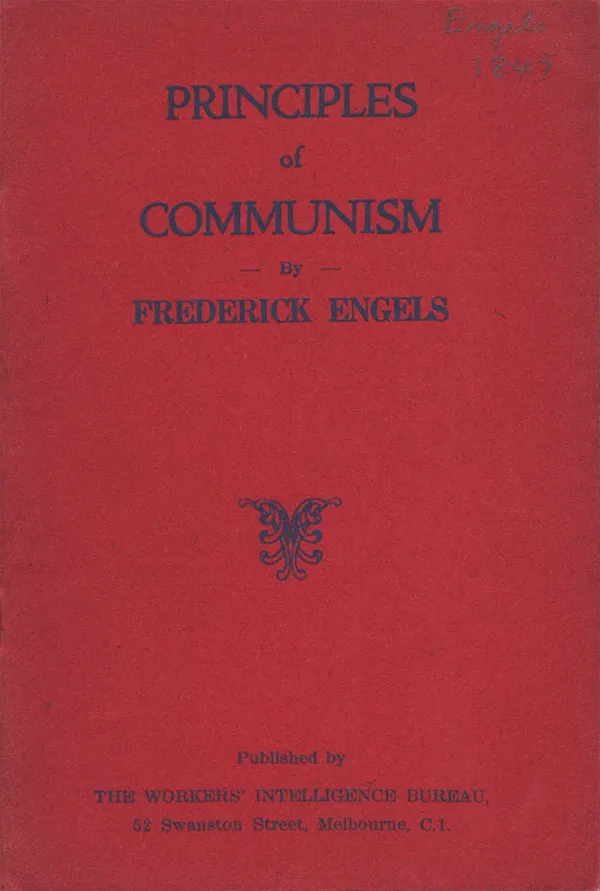 Engels
1847
PRINCIPLES
of
COMMUNISM
— By —
FREDERICK ENGELS
Published by
THE WORKERS' INTELLIGENCE BUREAU,
52 Swanston Street, Melbourne, C.1.